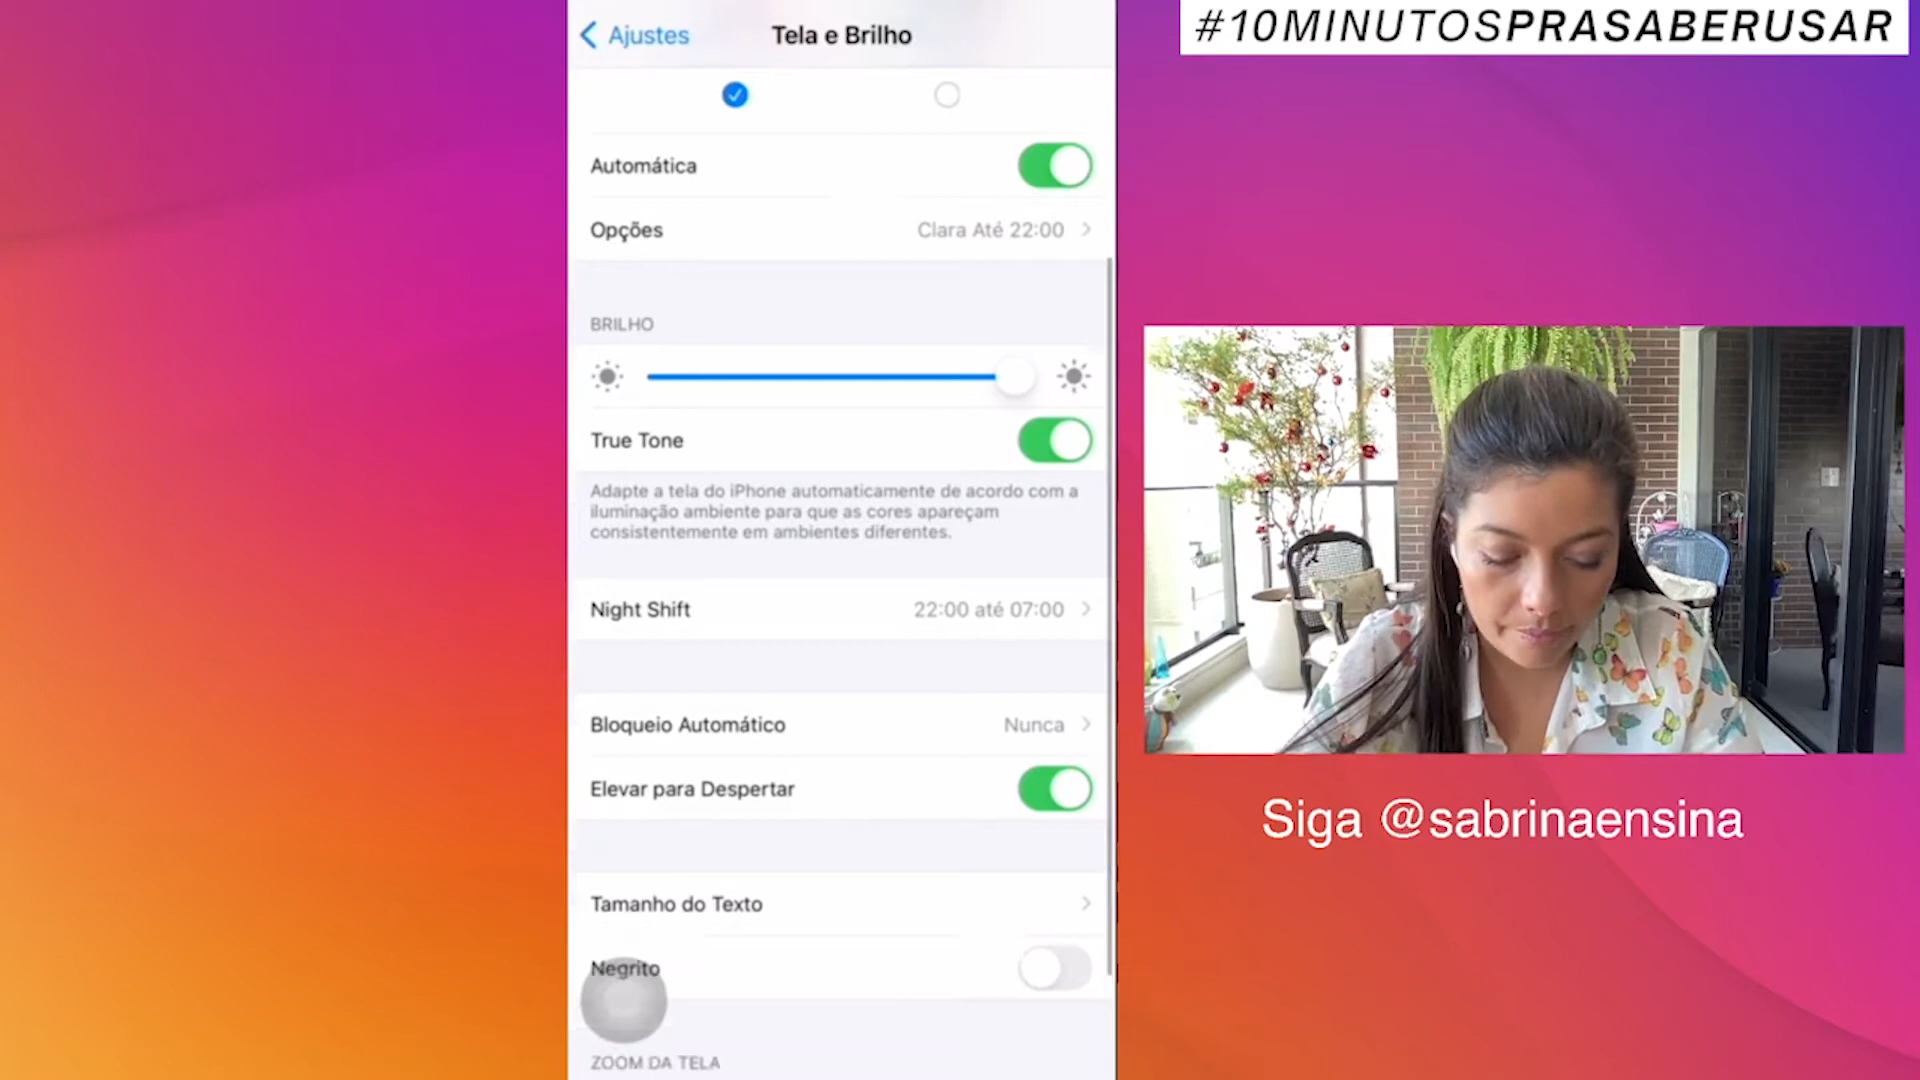 #10MINUTOSPRASABERUSAR
Ajustes
Tela e Brilho
Automática
Opções
Clara Até 22:00
BRILHO
True Tone
Adapte a tela do iPhone automaticamente de acordo com a
iluminação ambiente para que as cores apareçam
consistentemente em ambientes diferentes.
Night Shift
22:00 até 07:00
Bloqueio Automático
Nunca
Elevar para Despertar
Tamanho do Texto
Negrito
ZOOM DA TELA
Siga @sabrinaensina